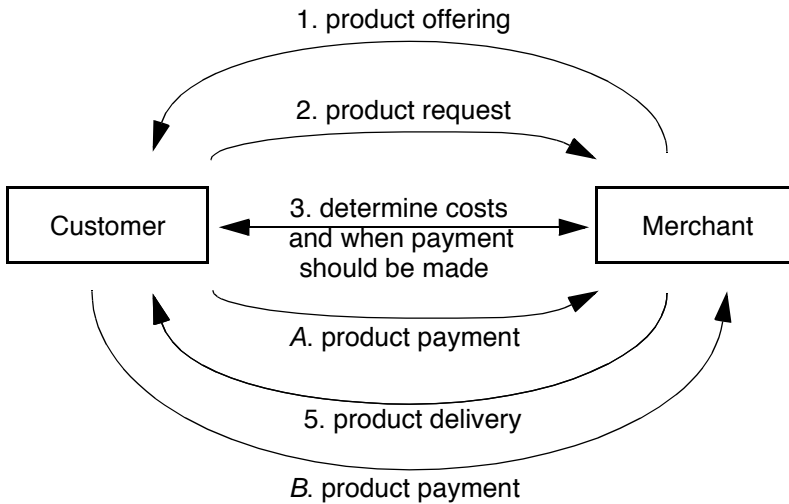 1. product offering
2. product request
Customer
3. determine costs
and when payment
should be made
Merchant
A. product payment
5. product delivery
B. product payment